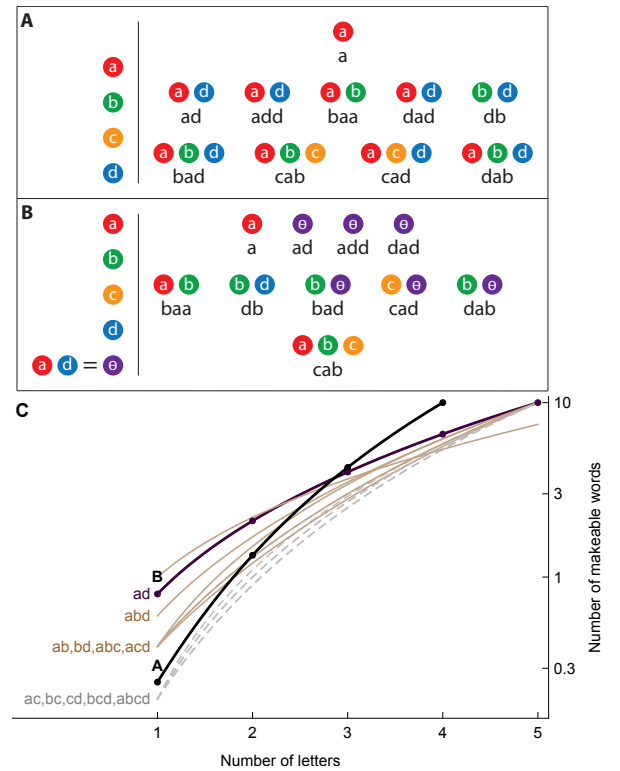 A
a
a
a
b
a d
a d
a b
a d
b d
ad
add
baa
dad
db
c
d
a b d
a b c
a c d
a b d
bad
cab
cad
dab
B
a
a
ө
ө
ө
a
ad
add
dad
b
c
a b
b d
b ө
c ө
b ө
baa
db
bad
cad
dab
d
a d = ө
a b c
cab
C
10
3
B
1
ad
abd
ab,bd,abc,acd
A
0.3
ac,bc,cd,bcd,abcd
Number of makeable words
1
2
3
4
5
Number of letters